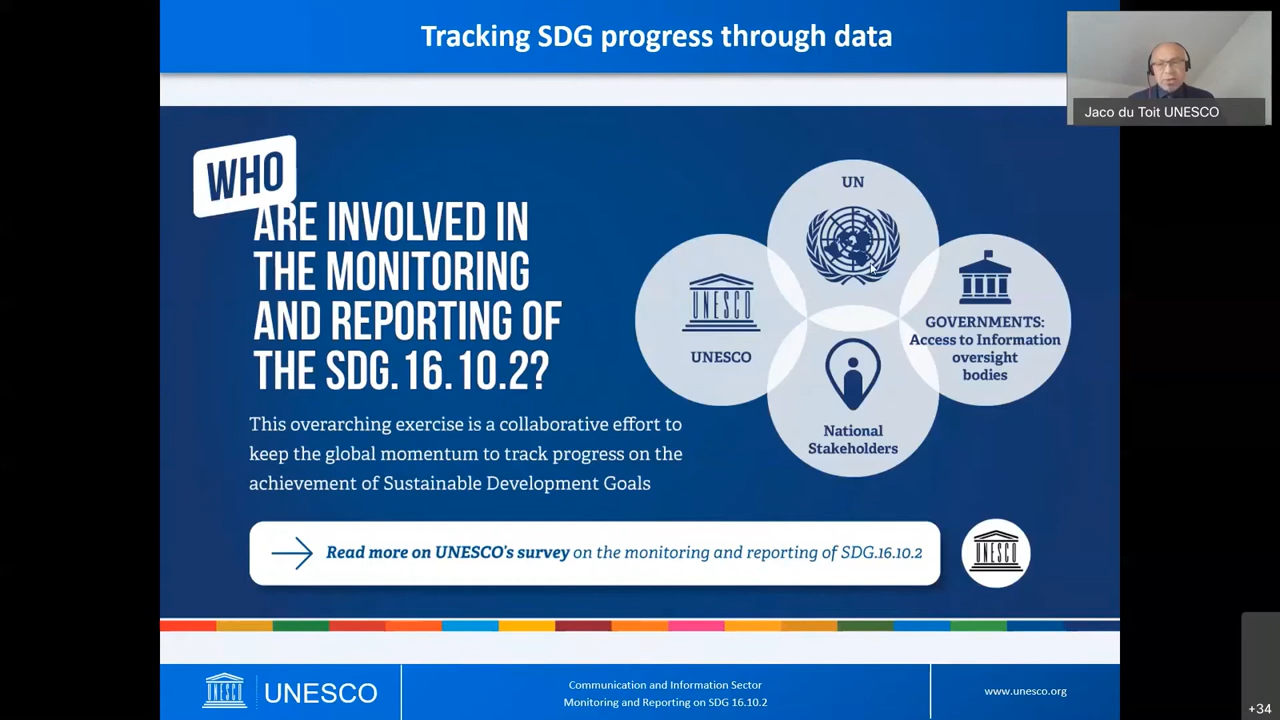 Tracking SDG progress through data
Jaco du Toit UNESCO
WHO
ARE INVOLVED IN
THE MONITORING
AND REPORTING OF
THE SDG.16.10.2?
This overarching exercise is a collaborative effort to
keep the global momentum to track progress on the
achievement of Sustainable Development Goals
UN
UNESCO
UNESCO
GOVERNMENTS:
Access to Information
oversight
bodies
National
Stakeholders
Read more on UNESCO's survey on the monitoring and reporting of SDG.16.10.2
UNESCO
UNESCO
UNESCO
Communication and Information Sector
Monitoring and Reporting on SDG 16.10.2
www.unesco.org
+34